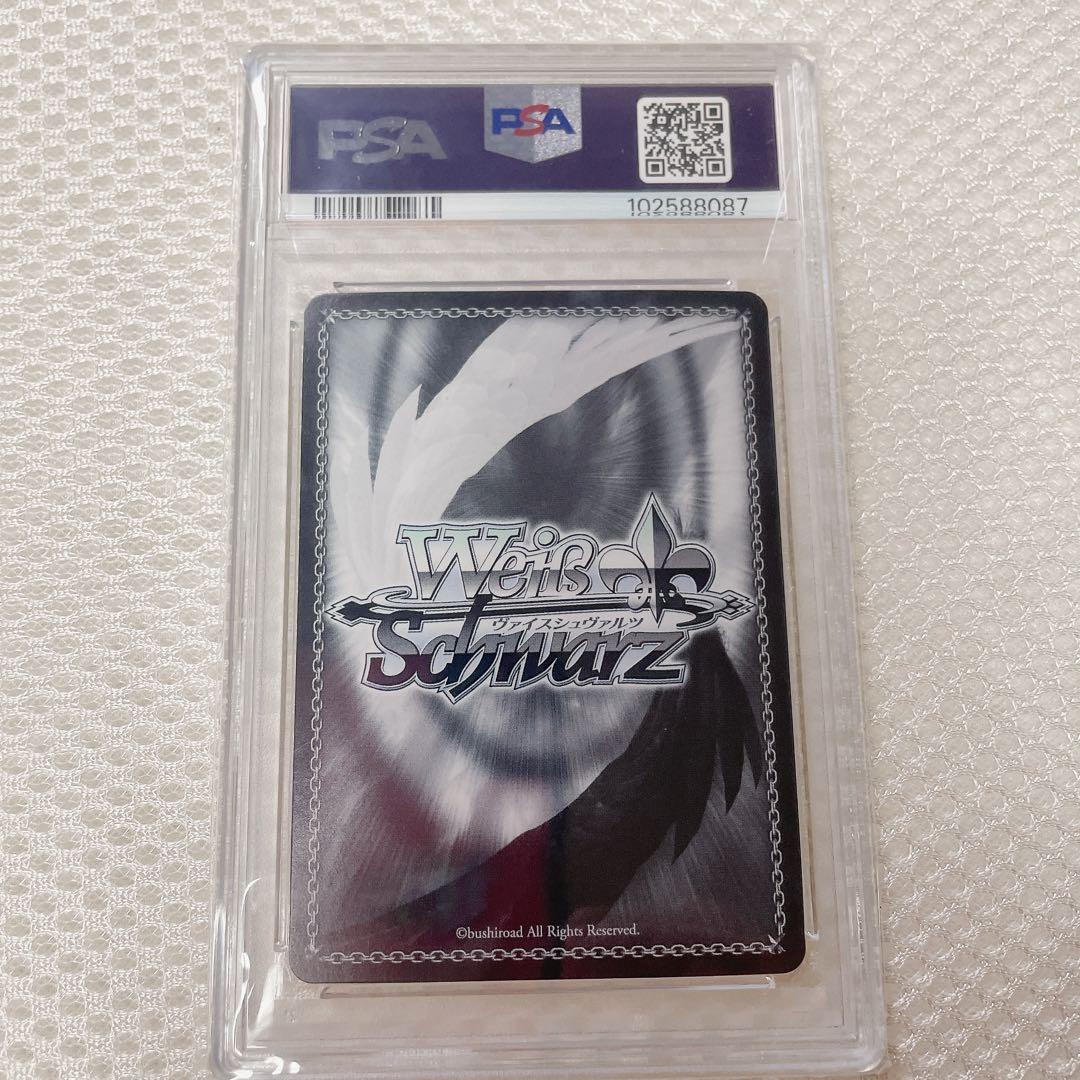 PSA PSA
102588087
Weiß
ヴァイスシュヴァルツ
Schwarz
©bushiroad All Rights Reserved.